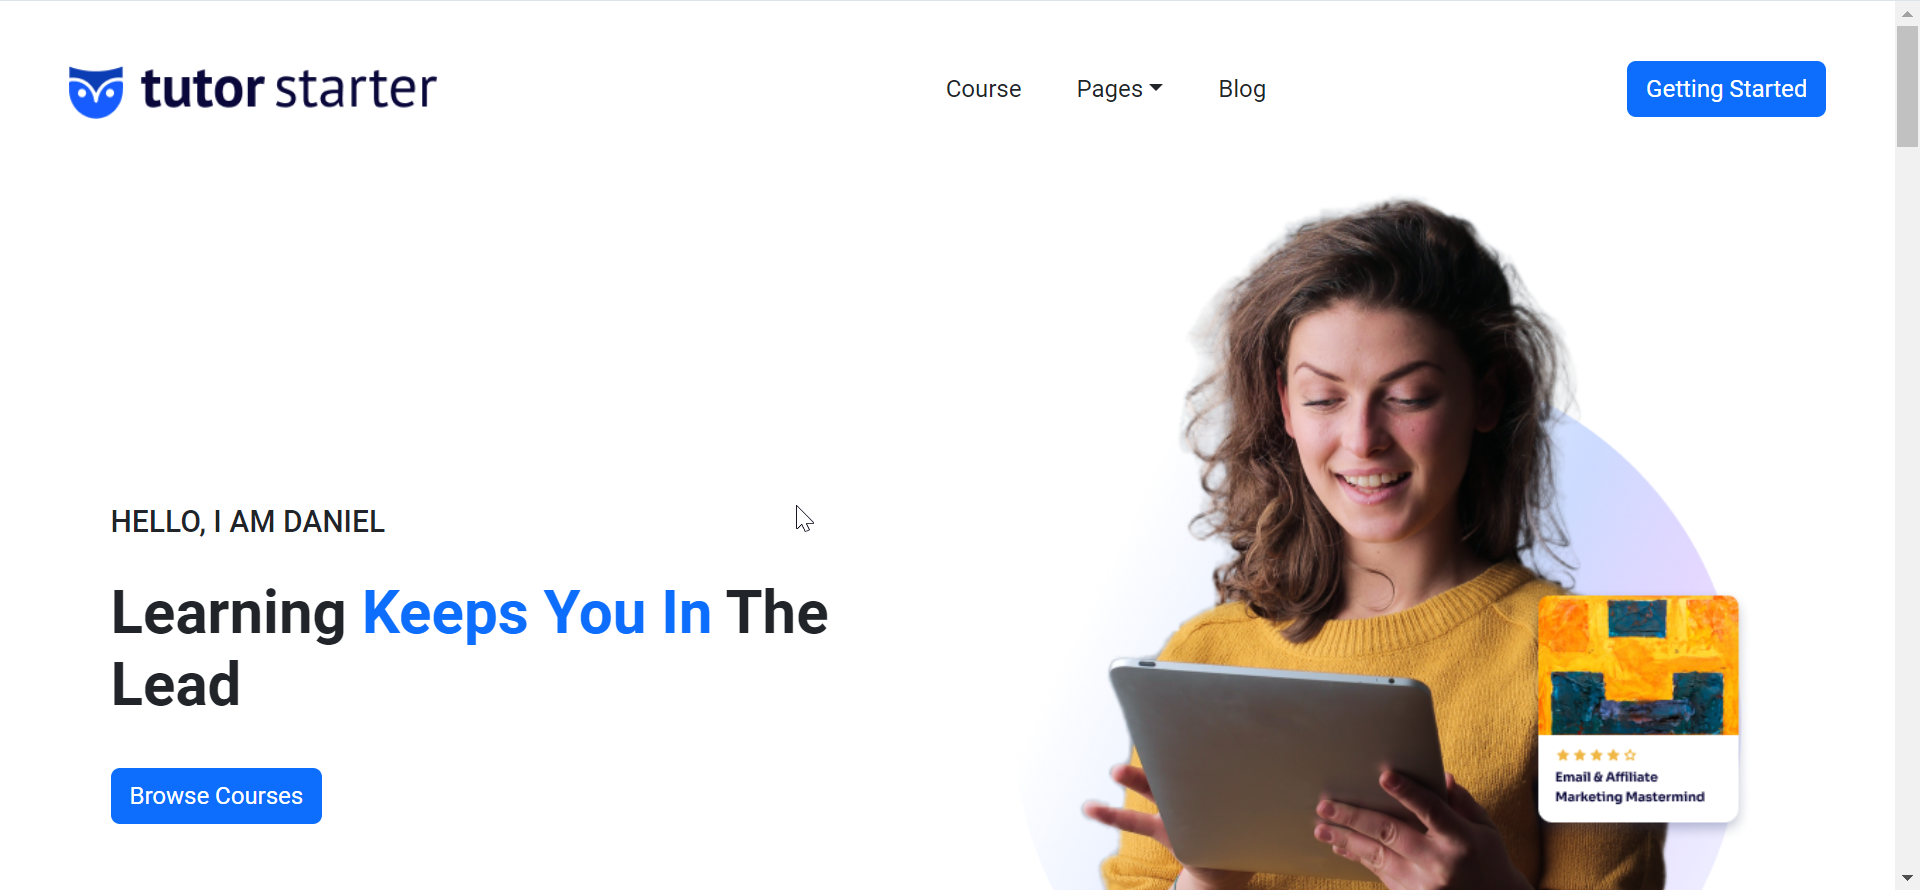 tutor starter
Course
Pages
Blog
Getting Started
HELLO, I AM DANIEL
Learning Keeps You In The
Lead
Browse Courses
Email & Affiliate
Marketing Mastermind